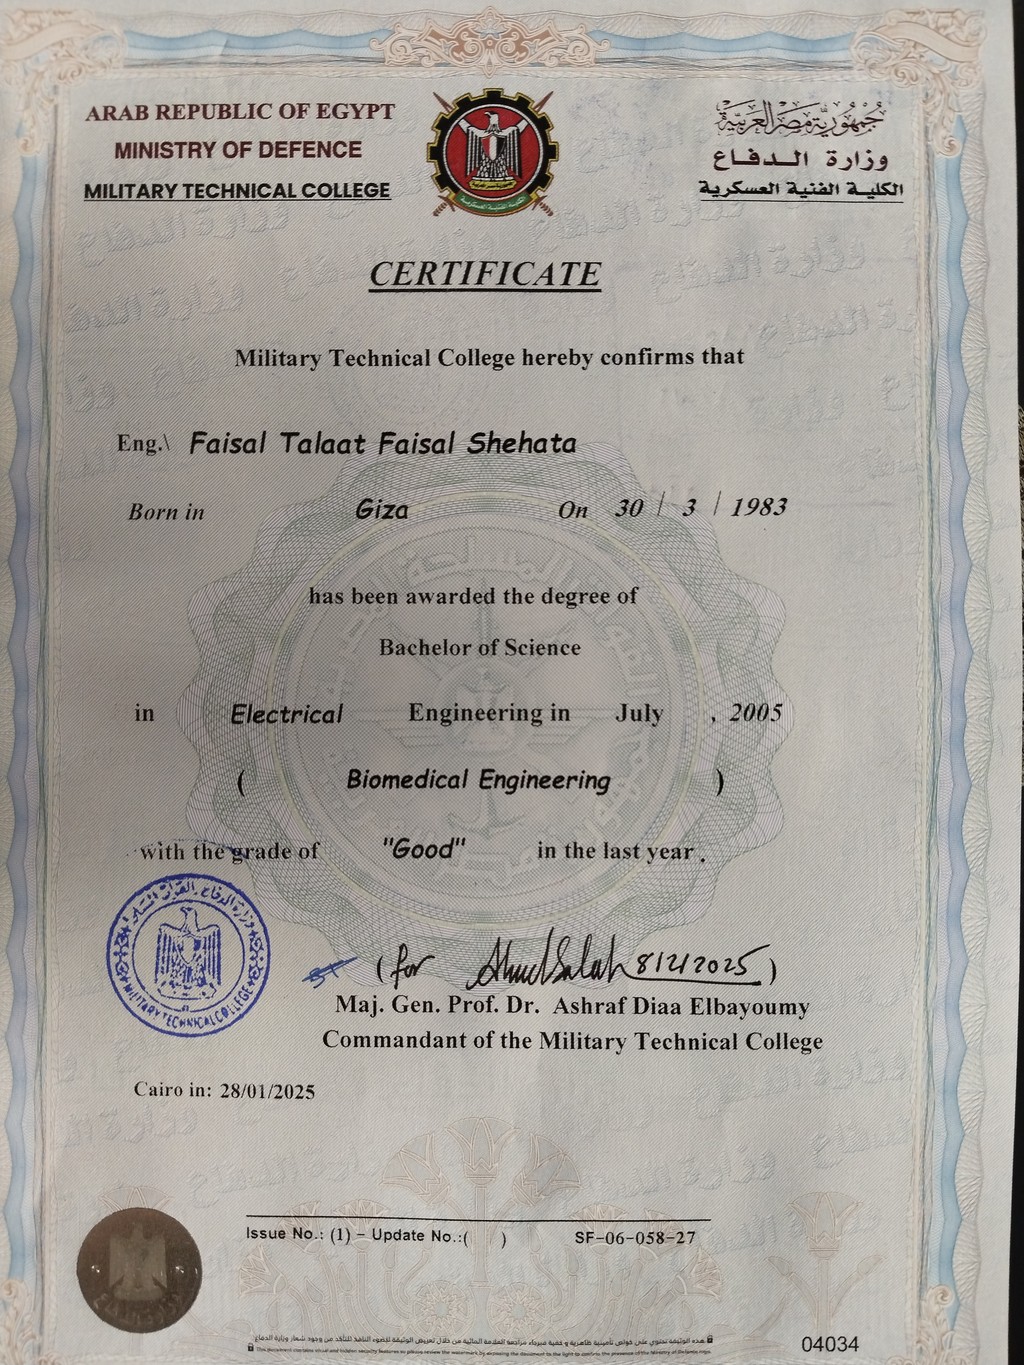 ARAB REPUBLIC OF EGYPT
MINISTRY OF DEFENCE
MILITARY TECHNICAL COLLEGE
جمهورية مصر العربية
وزارة الدفاع
الكلية الفنية العسكرية
CERTIFICATE
Military Technical College hereby confirms that
Eng.\ Faisal Talaat Faisal Shehata
Born in Giza On 30 / 3 / 1983
has been awarded the degree of
Bachelor of Science
in Electrical Engineering in July , 2005
( Biomedical Engineering )
with the grade of "Good" in the last year .
MILITARY TECHNICAL COLLEGE
(for 8/2/2025)
Maj. Gen. Prof. Dr. Ashraf Diaa Elbayoumy
Commandant of the Military Technical College
Cairo in: 28/01/2025
Issue No.: (1) - Update No.:( ) SF-06-058-27
04034